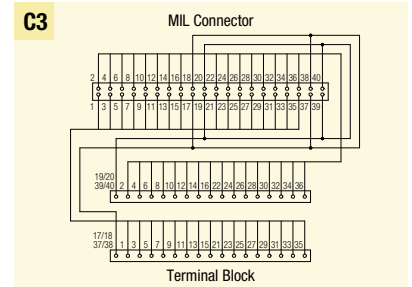 C3
MIL Connector
2 4 6 8 10 12 14 16 18 20 22 24 26 28 30 32 34 36 38 40
1 3 5 7 9 11 13 15 17 19 21 23 25 27 29 31 33 35 37 39
19/20
39/40 2 4 6 8 10 12 14 16 22 24 26 28 30 32 34 36
17/18
37/38 1 3 5 7 9 11 13 15 21 23 25 27 29 31 33 35
Terminal Block